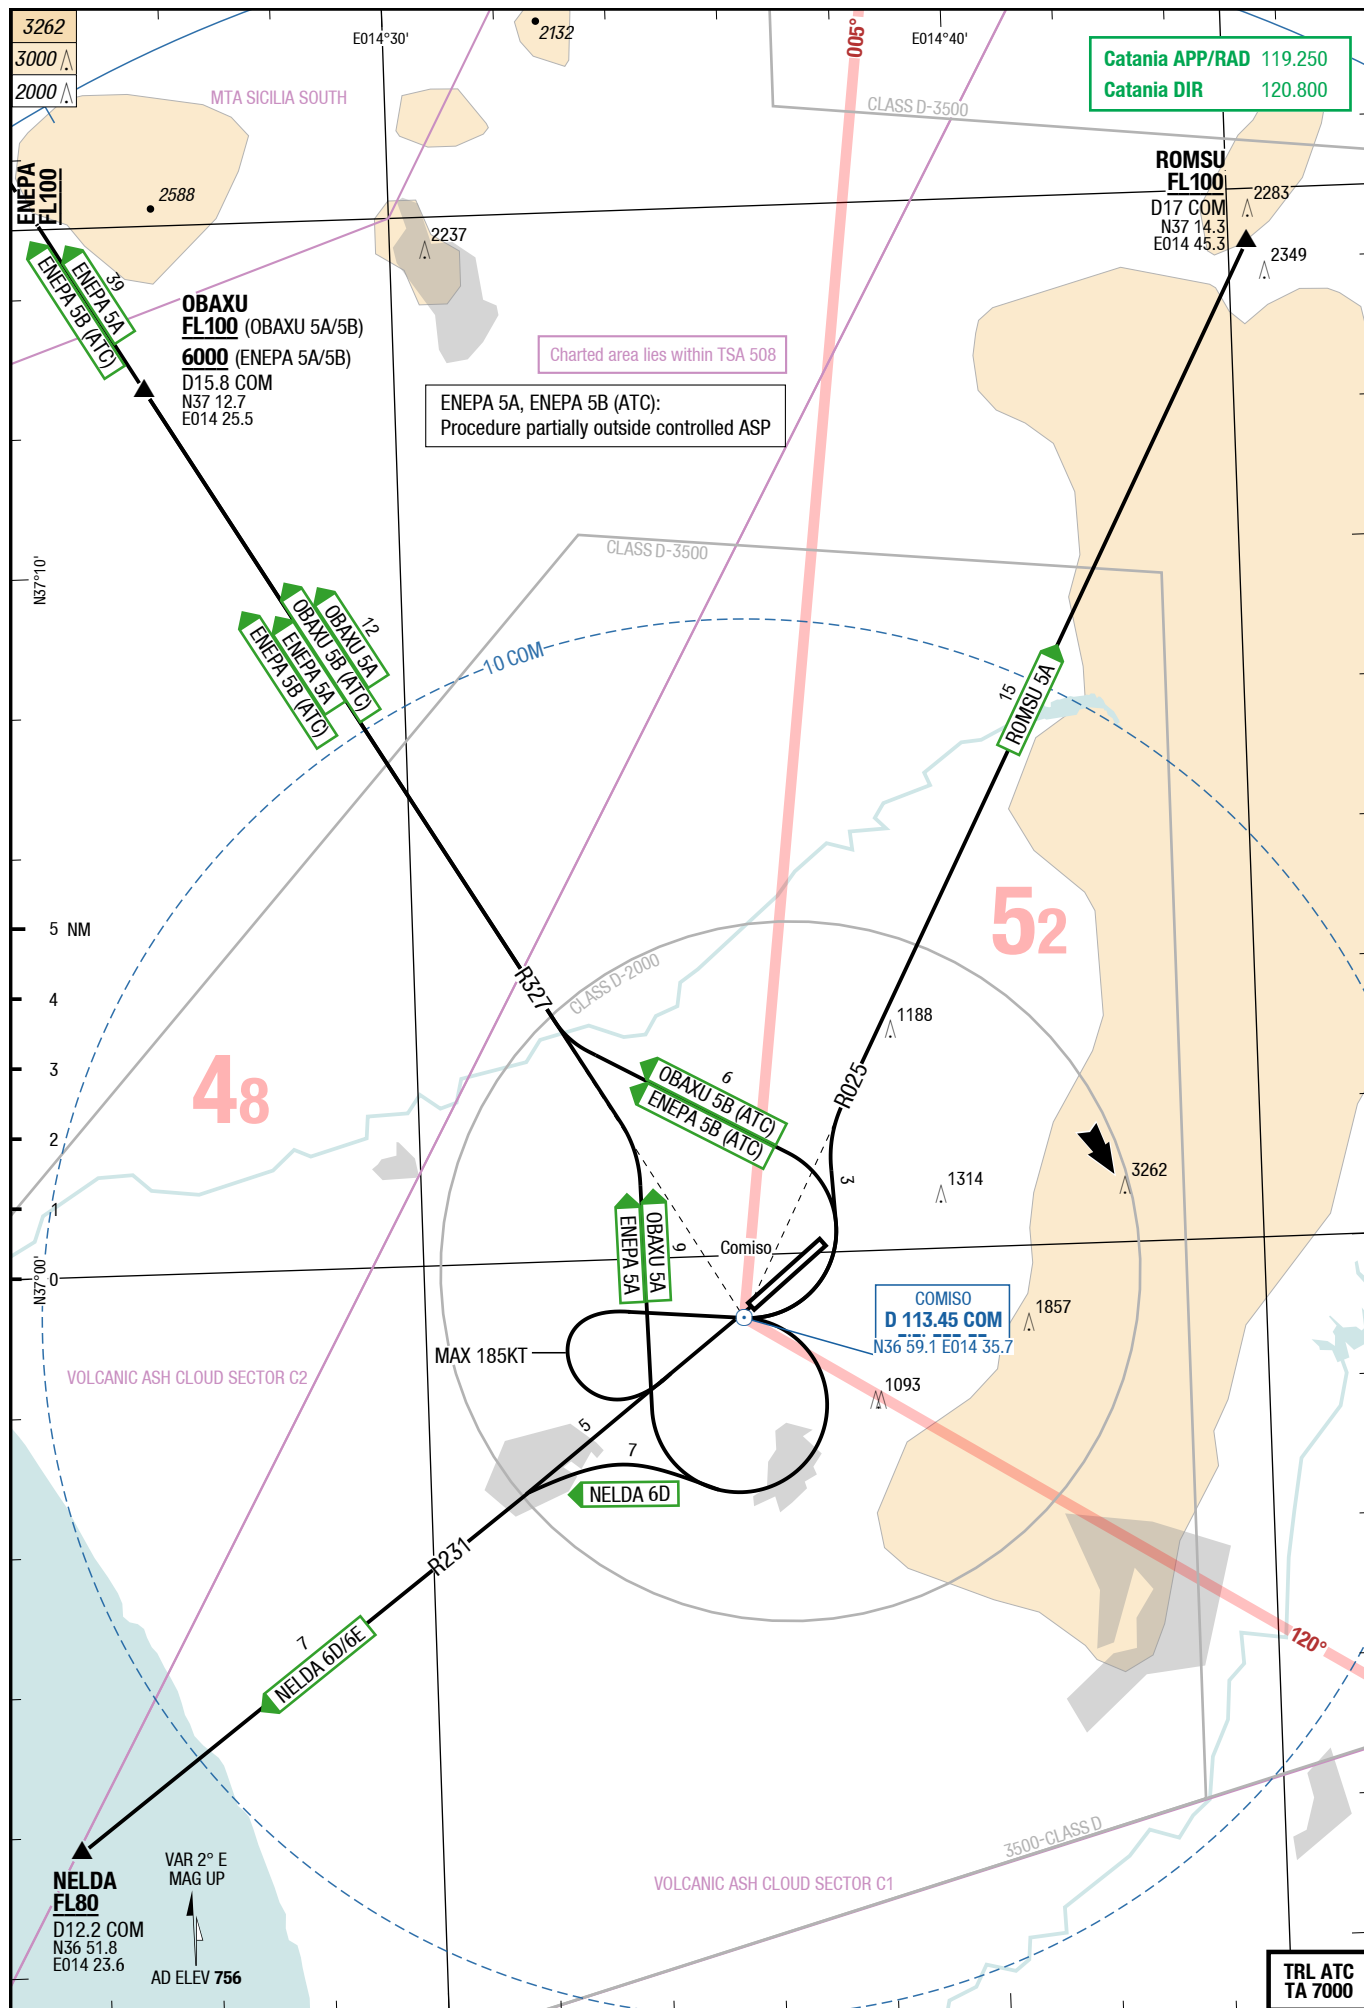 3262
3000
2000
E014°30'
2132
005°
E014°40'
Catania APP/RAD 119.250
Catania DIR 120.800
MTA SICILIA SOUTH
CLASS D-3500
ENEPA
FL100
2588
2237
ROMSU
FL100
D17 COM
N37 14.3
E014 45.3
2283
2349
39
ENEPA 5A
ENEPA 5B (ATC)
OBAXU
FL100 (OBAXU 5A/5B)
6000 (ENEPA 5A/5B)
D15.8 COM
N37 12.7
E014 25.5
Charted area lies within TSA 508
ENEPA 5A, ENEPA 5B (ATC):
Procedure partially outside controlled ASP
CLASS D-3500
N37°10'
12
OBAXU 5A
OBAXU 5B (ATC)
ENEPA 5A
ENEPA 5B (ATC)
10 COM
15
ROMSU 5A
52
5 NM
4
3
2
1
0
R327
CLASS D-2000
1188
48
6
OBAXU 5B (ATC)
ENEPA 5B (ATC)
R025
3
1314
3262
ENEPA 5A
OBAXU 5A
9
Comiso
N37°00'
COMISO
D 113.45 COM
N36 59.1 E014 35.7
1857
MAX 185KT
VOLCANIC ASH CLOUD SECTOR C2
1093
5
7
NELDA 6D
R231
7
NELDA 6D/6E
120°
3500-CLASS D
VOLCANIC ASH CLOUD SECTOR C1
NELDA
FL80
D12.2 COM
N36 51.8
E014 23.6
VAR 2° E
MAG UP
AD ELEV 756
TRL ATC
TA 7000